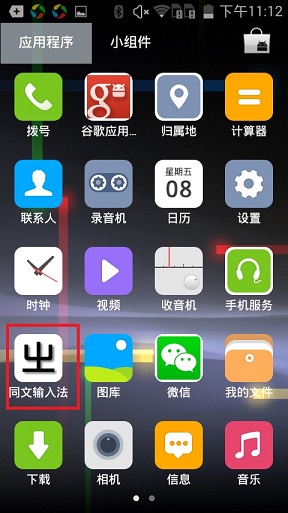 下午11:12
应用程序
小组件
拨号
谷歌应用...
归属地
计算器
g
星期五
08
联系人
录音机
日历
设置
时钟
视频
收音机
手机服务
同文输入法
图库
微信
我的文件
下载
相机
信息
音乐